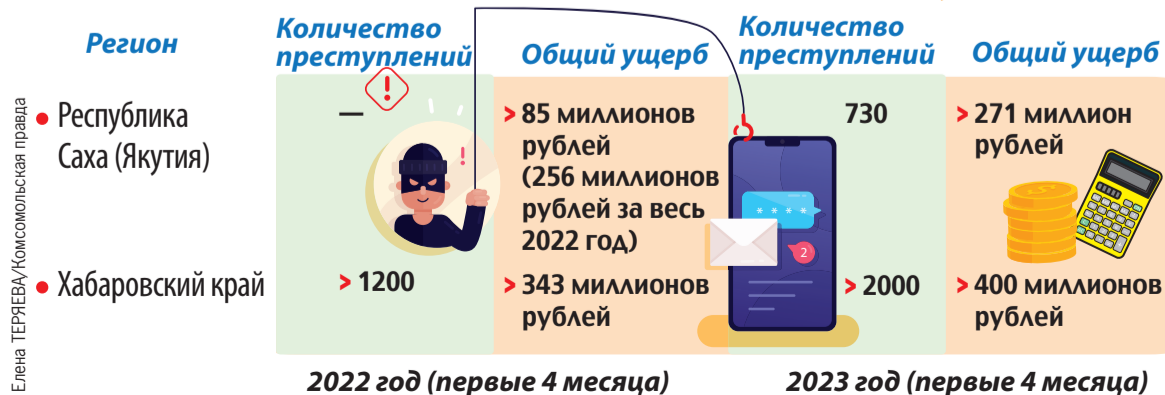 Регион
Количество
преступлений
Общий ущерб
Количество
преступлений
Общий ущерб
• Республика
Саха (Якутия)
—
!
!
> 85 миллионов
рублей
(256 миллионов
рублей за весь
2022 год)
730
> 271 миллион
рублей
* * * *
2
• Хабаровский край
> 1200
> 343 миллионов
рублей
> 2000
> 400 миллионов
рублей
2022 год (первые 4 месяца)
2023 год (первые 4 месяца)
Елена ТЕРЯЕВА/Комсомольская правда